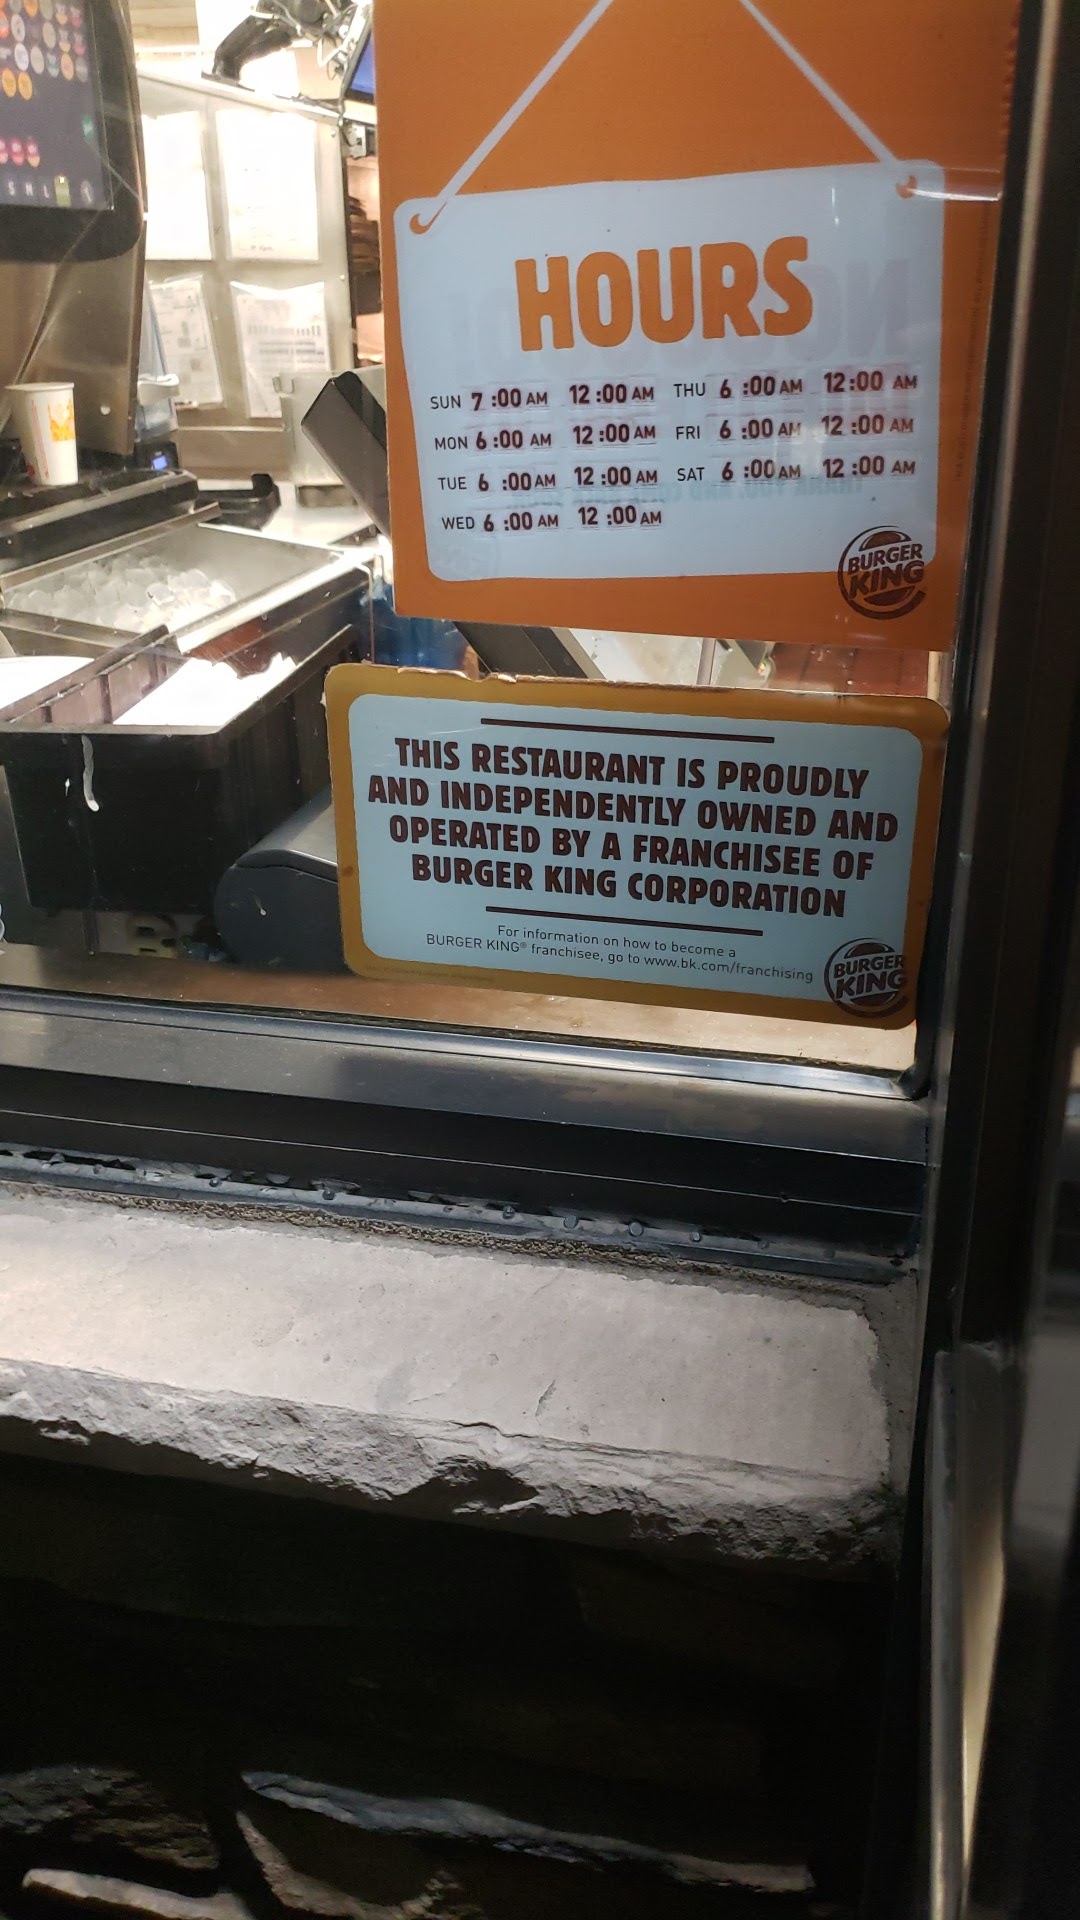 HOURS
SUN 7:00 AM 12:00 AM THU 6:00 AM 12:00 AM
MON 6:00 AM 12:00 AM FRI 6:00 AM 12:00 AM
TUE 6:00 AM 12:00 AM SAT 6:00 AM 12:00 AM
WED 6:00 AM 12:00 AM
BURGER
KING
THIS RESTAURANT IS PROUDLY
AND INDEPENDENTLY OWNED AND
OPERATED BY A FRANCHISEE OF
BURGER KING CORPORATION
For information on how to become a
BURGER KING® franchisee, go to www.bk.com/franchising
BURGER
KING
S M L